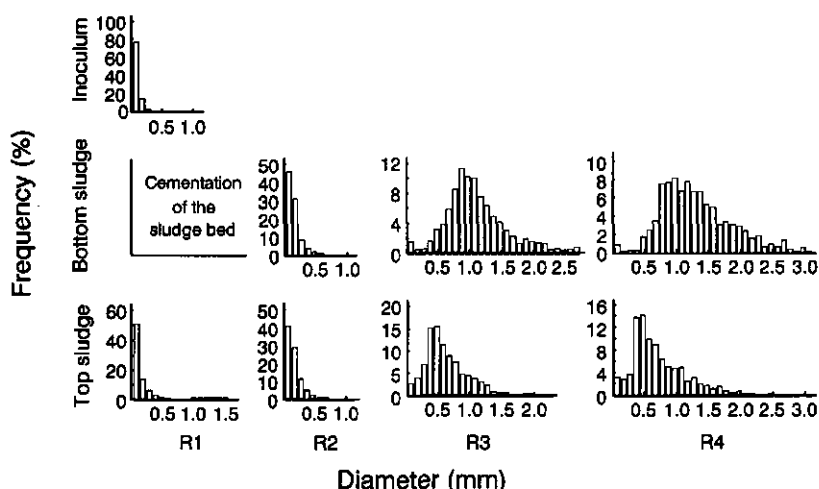 Frequency (%)
Inoculum
100
80
60
40
20
0
0.5 1.0
Bottom sludge
Cementation
of the
sludge bed
50
40
30
20
10
0
0.5 1.0
12
8
4
0
0.5 1.0 1.5 2.0 2.5
10
8
6
4
2
0
0.5 1.0 1.5 2.0 2.5 3.0
Top sludge
60
40
20
0
0.5 1.0 1.5
R1
50
40
30
20
10
0
0.5 1.0
R2
20
15
10
5
0
0.5 1.0 1.5 2.0
R3
16
12
8
4
0
0.5 1.0 1.5 2.0 2.5 3.0
R4
Diameter (mm)